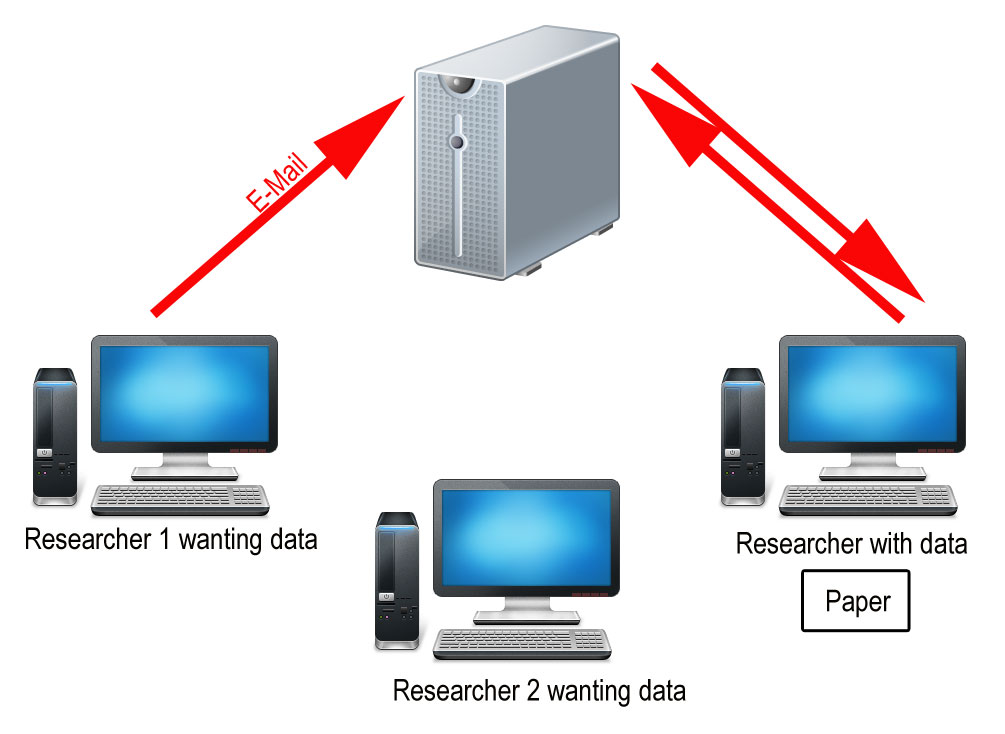 E-Mail
Researcher 1 wanting data
Researcher with data
Paper
Researcher 2 wanting data